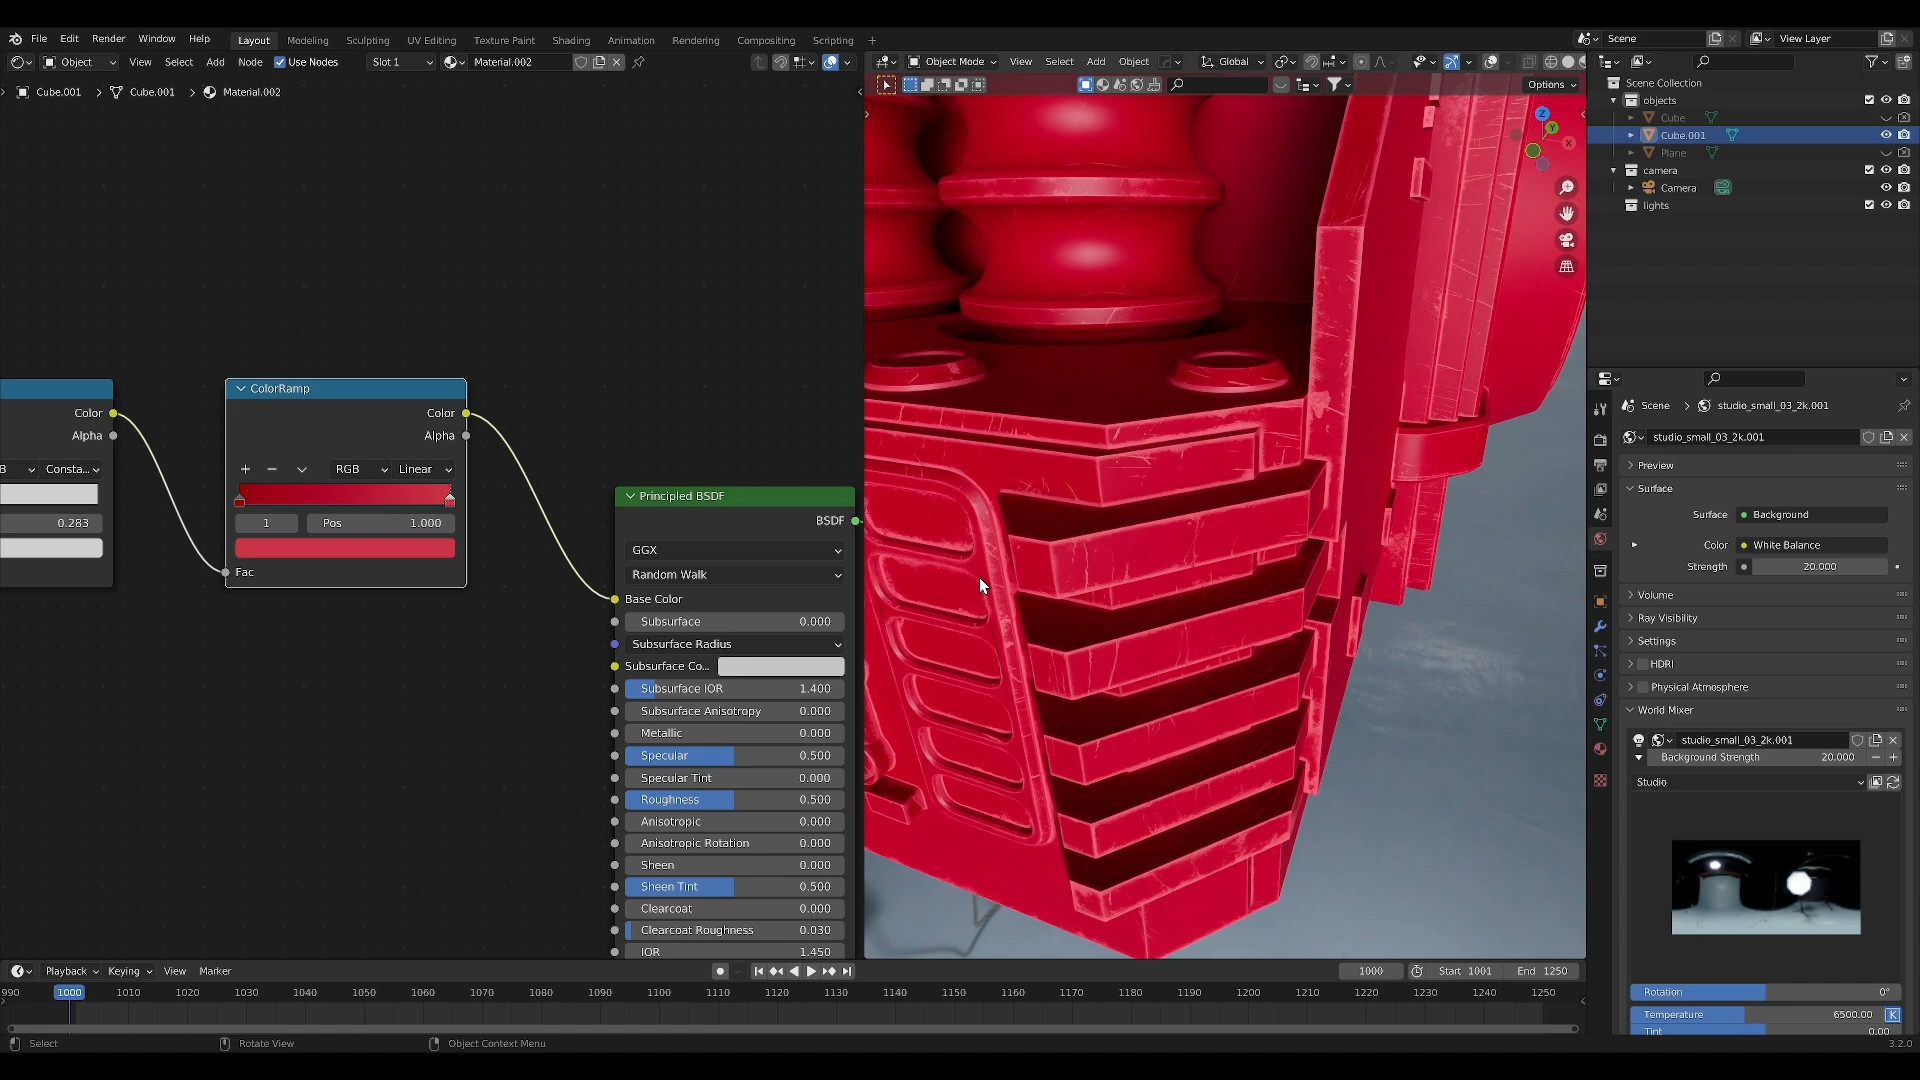 File Edit Render Window Help Layout Modeling Sculpting UV Editing Texture Paint Shading Animation Rendering Compositing Scripting + Scene View Layer
Object View Select Add Node Use Nodes Slot 1 Material.002 Object Mode View Select Add Object Global
Cube.001 > Cube.001 > Material.002
Options
Scene Collection
objects
Cube
Cube.001
Plane
camera
Camera
lights
ColorRamp
Color
Alpha
Color
Alpha
B Consta...
RGB Linear
0.283
1 Pos 1.000
Fac
Principled BSDF
BSDF
GGX
Random Walk
Base Color
Subsurface 0.000
Subsurface Radius
Subsurface Co...
Subsurface IOR 1.400
Subsurface Anisotropy 0.000
Metallic 0.000
Specular 0.500
Specular Tint 0.000
Roughness 0.500
Anisotropic 0.000
Anisotropic Rotation 0.000
Sheen 0.000
Sheen Tint 0.500
Clearcoat 0.000
Clearcoat Roughness 0.030
IOR 1.450
Z
Y
X
Scene > studio_small_03_2k.001
studio_small_03_2k.001
Preview
Surface
Surface Background
Color White Balance
Strength 20.000
Volume
Ray Visibility
Settings
HDRI
Physical Atmosphere
World Mixer
studio_small_03_2k.001
Background Strength 20.000
Studio
Rotation 0°
Temperature 6500.00 K
Tint 0.00
Playback Keying View Marker 1000 Start 1001 End 1250
990 1000 1010 1020 1030 1040 1050 1060 1070 1080 1090 1100 1110 1120 1130 1140 1150 1160 1170 1180 1190 1200 1210 1220 1230 1240 1250
Select Rotate View Object Context Menu 3.2.0